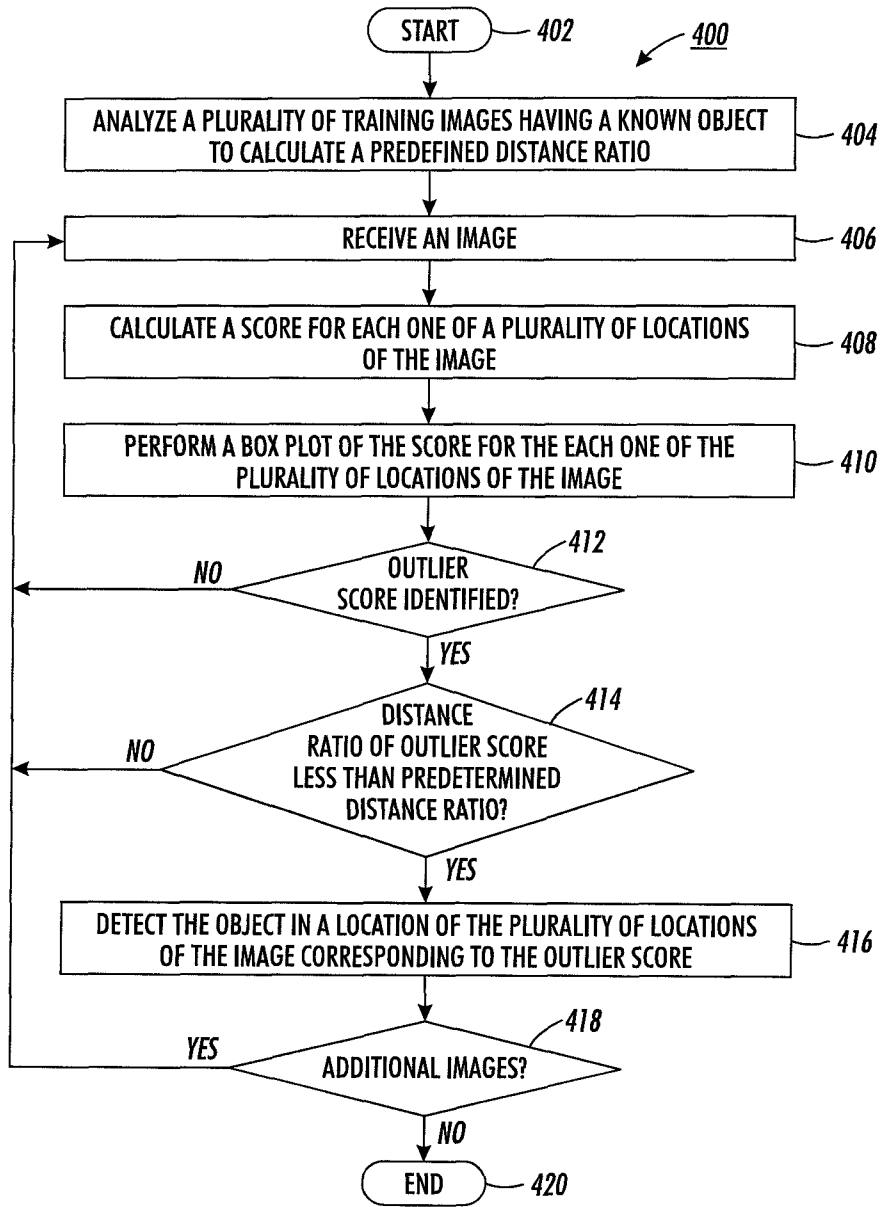 START
402
400
ANALYZE A PLURALITY OF TRAINING IMAGES HAVING A KNOWN OBJECT
TO CALCULATE A PREDEFINED DISTANCE RATIO
404
RECEIVE AN IMAGE
406
CALCULATE A SCORE FOR EACH ONE OF A PLURALITY OF LOCATIONS
OF THE IMAGE
408
PERFORM A BOX PLOT OF THE SCORE FOR THE EACH ONE OF THE
PLURALITY OF LOCATIONS OF THE IMAGE
410
412
OUTLIER
SCORE IDENTIFIED?
NO
YES
414
DISTANCE
RATIO OF OUTLIER SCORE
LESS THAN PREDETERMINED
DISTANCE RATIO?
NO
YES
DETECT THE OBJECT IN A LOCATION OF THE PLURALITY OF LOCATIONS
OF THE IMAGE CORRESPONDING TO THE OUTLIER SCORE
416
418
YES
ADDITIONAL IMAGES?
NO
END
420